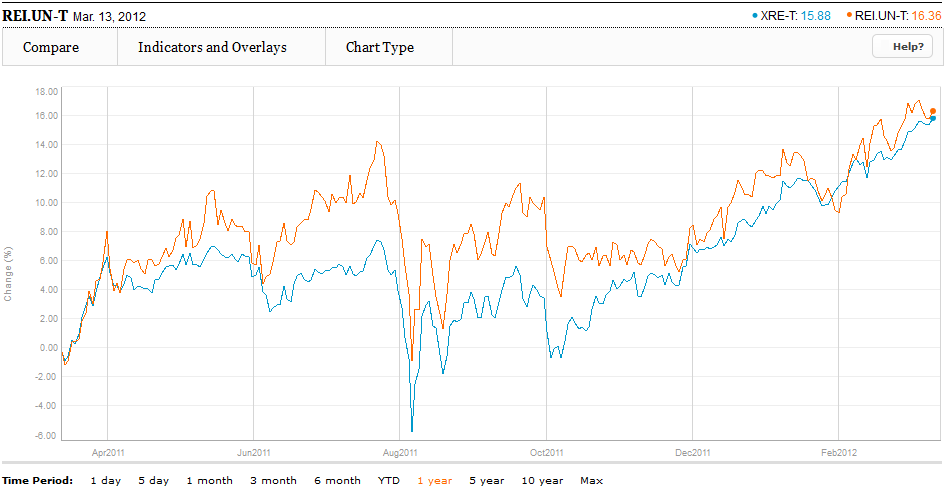 REI.UN-T Mar. 13, 2012 XRE-T: 15.88 REI.UN-T: 16.36
Compare Indicators and Overlays Chart Type Help?
18.00
16.00
14.00
12.00
10.00
8.00
6.00
4.00
2.00
0.00
-2.00
-4.00
-6.00
Change (%)
Apr2011 Jun2011 Aug2011 Oct2011 Dec2011 Feb2012
Time Period: 1 day 5 day 1 month 3 month 6 month YTD 1 year 5 year 10 year Max